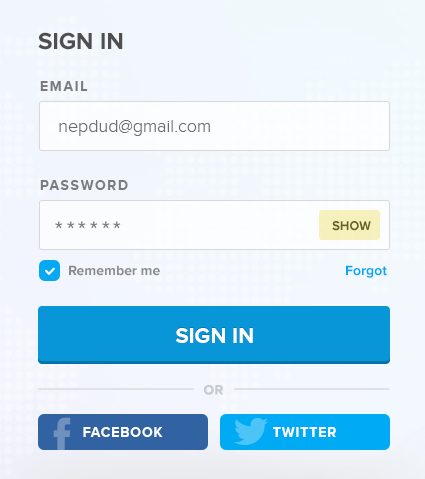 SIGN IN
EMAIL
nepdud@gmail.com
PASSWORD
****** SHOW
Remember me Forgot
SIGN IN
OR
f FACEBOOK TWITTER